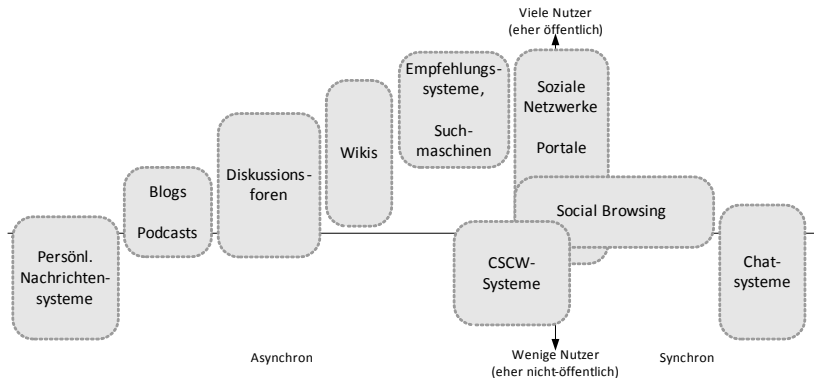 Viele Nutzer
(eher öffentlich)
Empfehlungs-
systeme,
Such-
maschinen
Soziale
Netzwerke
Portale
Wikis
Diskussions-
foren
Blogs
Podcasts
Social Browsing
Persönl.
Nachrichten-
systeme
CSCW-
Systeme
Chat-
systeme
Asynchron
Wenige Nutzer
(eher nicht-öffentlich)
Synchron